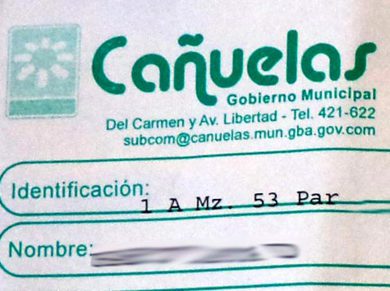 Cañuelas
Gobierno Municipal
Del Carmen y Av. Libertad - Tel. 421-622
subcom@canuelas.mun.gba.gov.com
Identificación:
1 A Mz. 53 Par
Nombre: